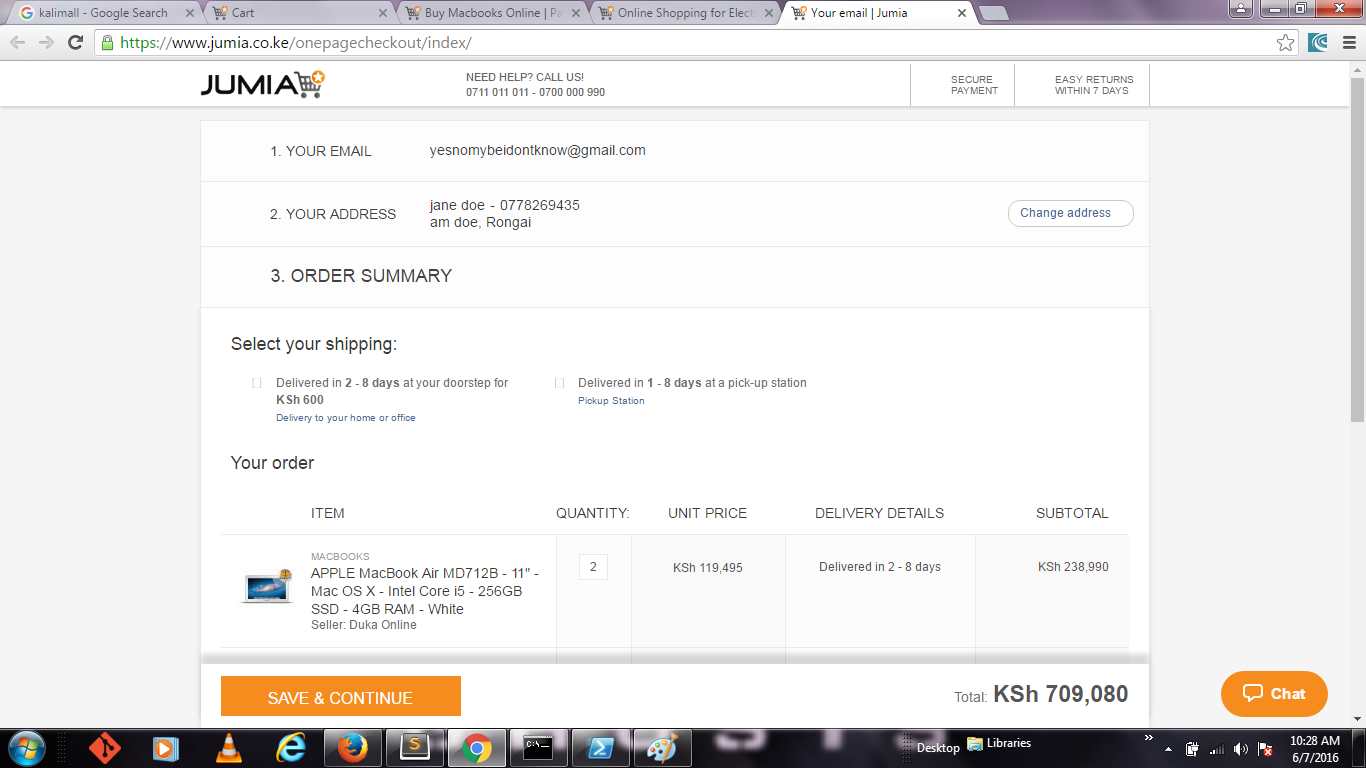 kalimall - Google Search
Cart
Buy Macbooks Online | Pa
Online Shopping for Elect
Your email | Jumia
https://www.jumia.co.ke/onepagecheckout/index/
JUMIA
NEED HELP? CALL US!
0711 011 011 - 0700 000 990
SECURE
PAYMENT
EASY RETURNS
WITHIN 7 DAYS
1. YOUR EMAIL
yesnomybeidontknow@gmail.com
2. YOUR ADDRESS
jane doe - 0778269435
am doe, Rongai
Change address
3. ORDER SUMMARY
Select your shipping:
Delivered in 2 - 8 days at your doorstep for
KSh 600
Delivery to your home or office
Delivered in 1 - 8 days at a pick-up station
Pickup Station
Your order
ITEM
QUANTITY:
UNIT PRICE
DELIVERY DETAILS
SUBTOTAL
MACBOOKS
APPLE MacBook Air MD712B - 11" -
Mac OS X - Intel Core i5 - 256GB
SSD - 4GB RAM - White
Seller: Duka Online
2
KSh 119,495
Delivered in 2 - 8 days
KSh 238,990
SAVE & CONTINUE
Total: KSh 709,080
Chat
Desktop
Libraries
10:28 AM
6/7/2016